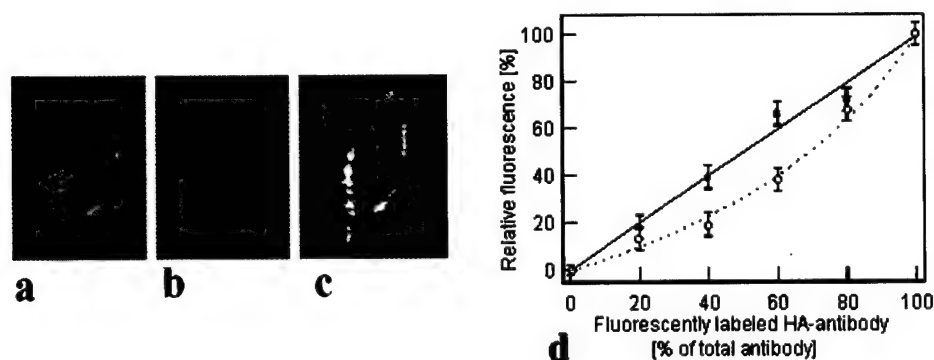 a
b
c
d
Relative fluorescence [%]
100
80
60
40
20
0
0 20 40 60 80 100
Fluorescently labeled HA-antibody
[% of total antibody]